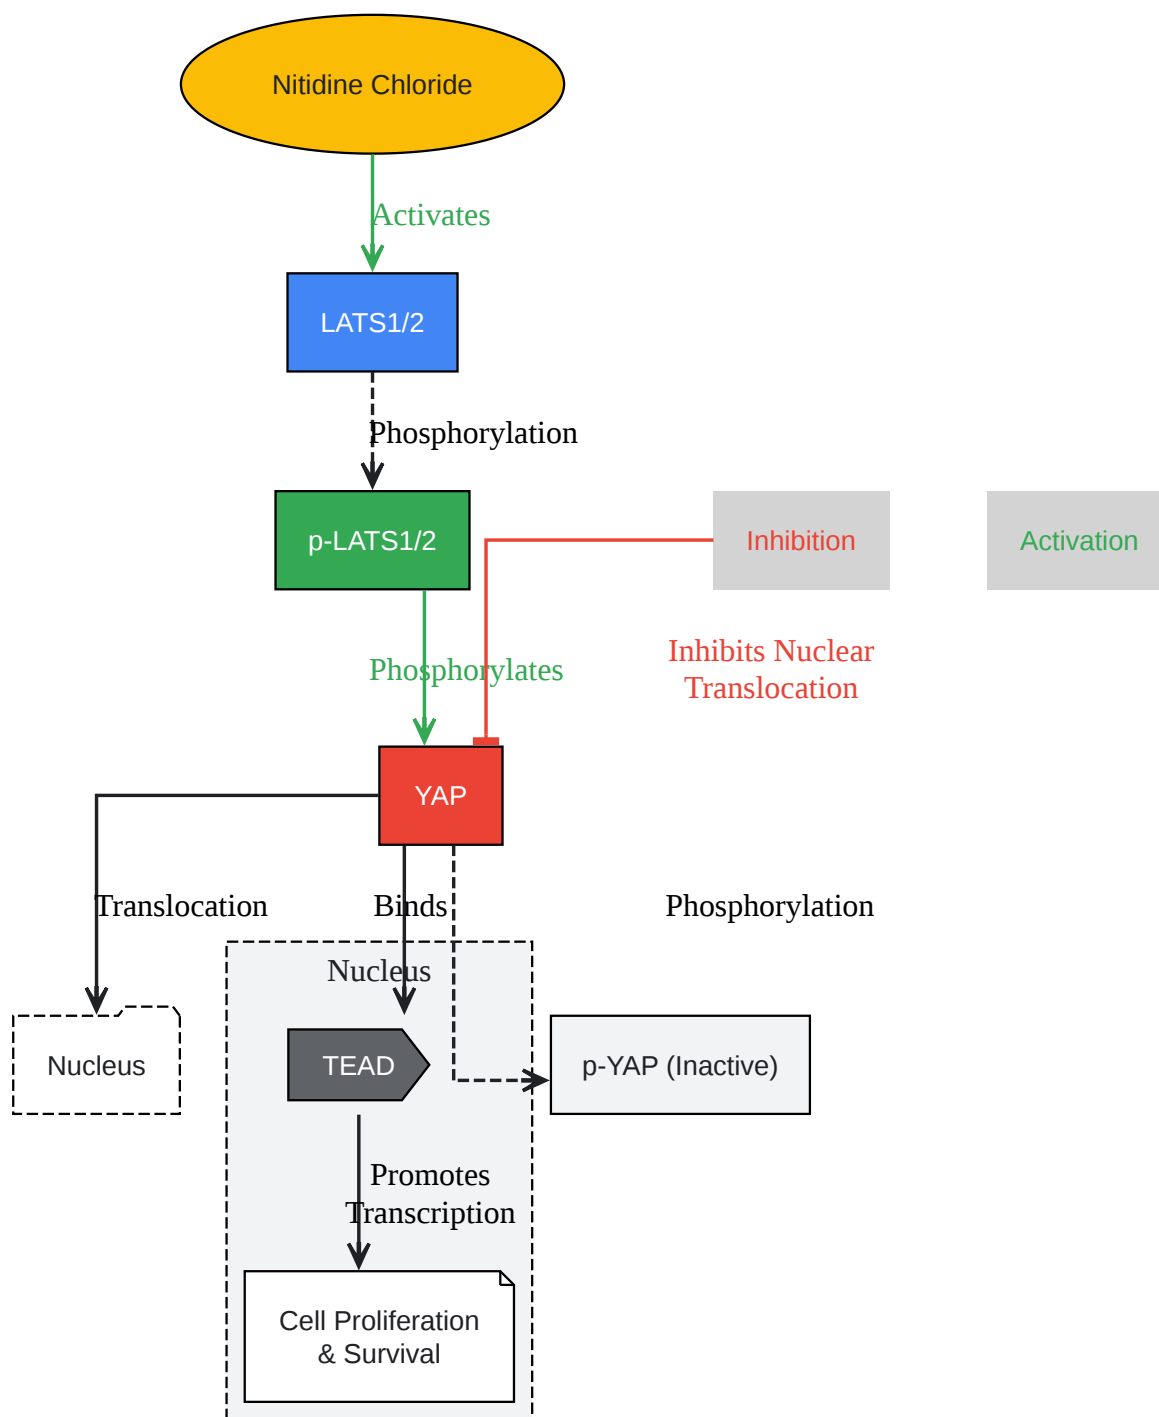 Nitidine Chloride
Activates
LATS1/2
Phosphorylation
p-LATS1/2
Inhibition
Activation
Phosphorylates
Inhibits Nuclear
Translocation
YAP
Translocation
Binds
Phosphorylation
Nucleus
Nucleus
TEAD
p-YAP (Inactive)
Promotes
Transcription
Cell Proliferation
& Survival